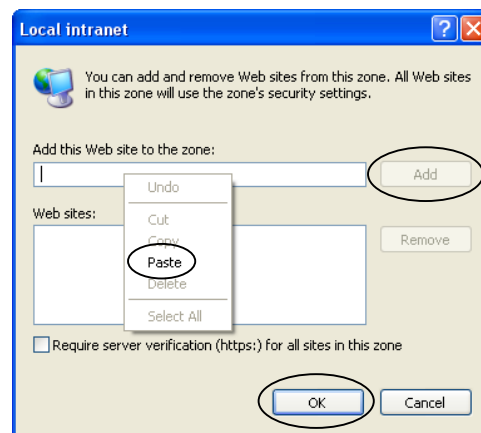 Local intranet
You can add and remove Web sites from this zone. All Web sites
in this zone will use the zone's security settings.
Add this Web site to the zone:
Add
Undo
Web sites:
Cut
Copy
Remove
Paste
Delete
Select All
Require server verification (https:) for all sites in this zone
OK
Cancel